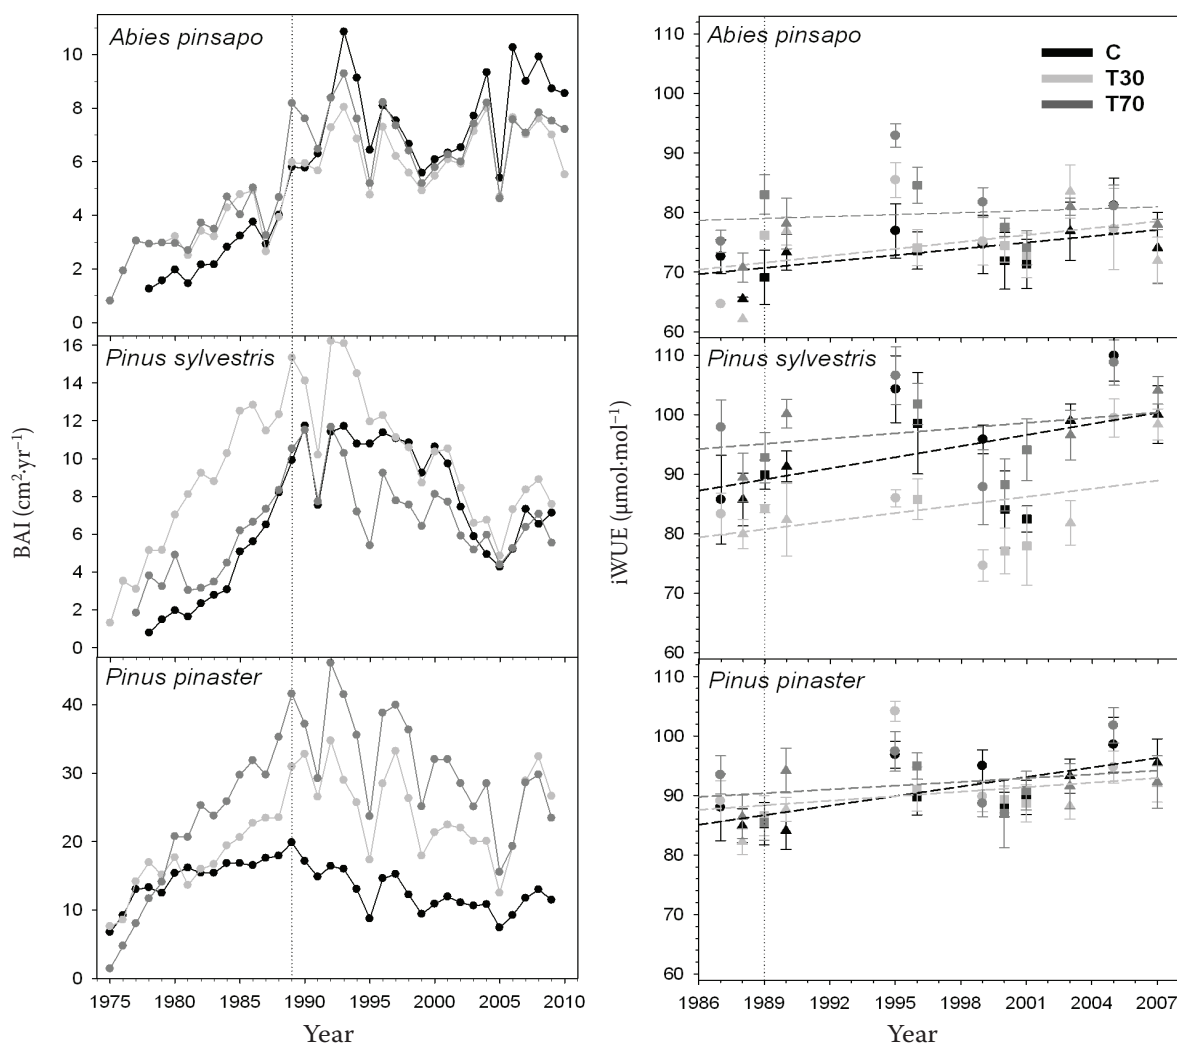 Abies pinsapo
10
8
6
4
2
0
Pinus sylvestris
16
14
12
10
8
6
4
2
0
Pinus pinaster
40
30
20
10
0
1975 1980 1985 1990 1995 2000 2005 2010
Year
BAI (cm²·yr⁻¹)
Abies pinsapo
C
T30
T70
110
100
90
80
70
60
Pinus sylvestris
110
100
90
80
70
60
Pinus pinaster
110
100
90
80
70
60
1986 1989 1992 1995 1998 2001 2004 2007
Year
iWUE (μmol·mol⁻¹)